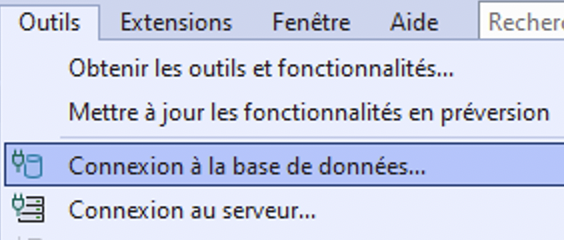 Outils Extensions Fenêtre Aide Recher
Obtenir les outils et fonctionnalités...
Mettre à jour les fonctionnalités en préversion
Connexion à la base de données...
Connexion au serveur...